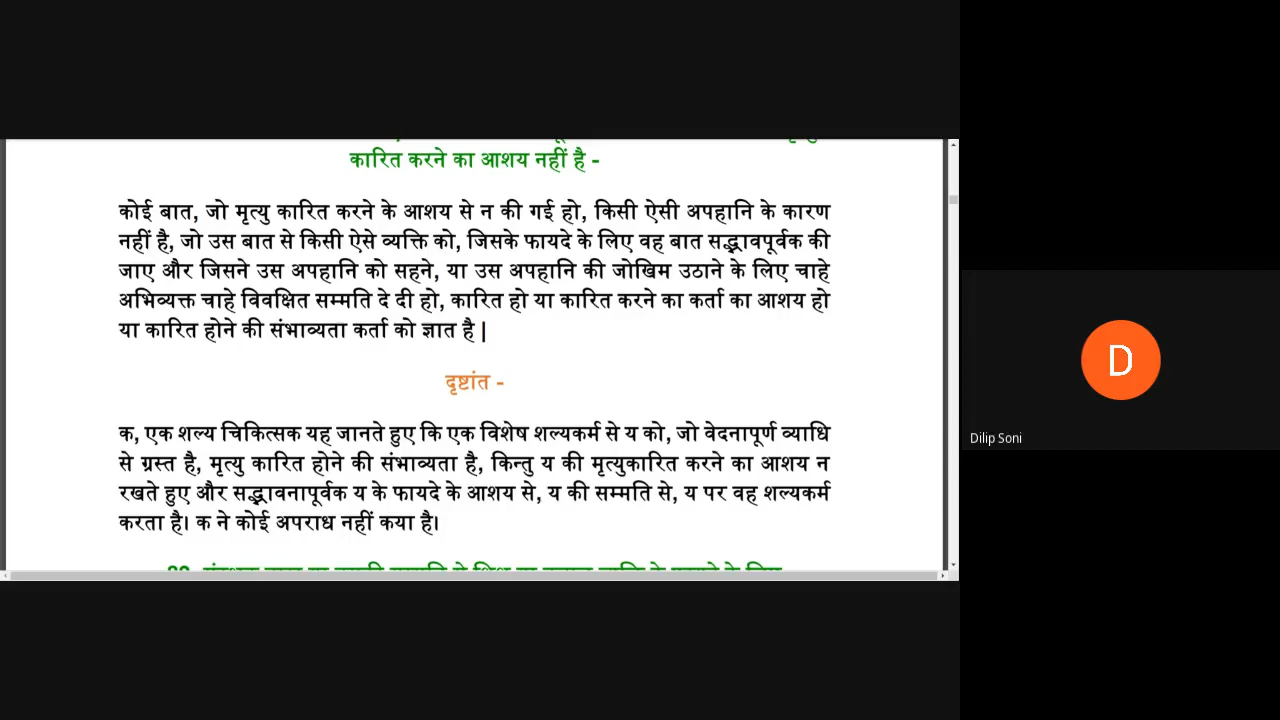 कारित करने का आशय नहीं है -
कोई बात, जो मृत्यु कारित करने के आशय से न की गई हो, किसी ऐसी अपहानि के कारण
नहीं है, जो उस बात से किसी ऐसे व्यक्ति को, जिसके फायदे के लिए वह बात सद्भावपूर्वक की
जाए और जिसने उस अपहानि को सहने, या उस अपहानि की जोखिम उठाने के लिए चाहे
अभिव्यक्त चाहे विवक्षित सम्मति दे दी हो, कारित हो या कारित करने का कर्ता का आशय हो
या कारित होने की संभाव्यता कर्ता को ज्ञात है |
दृष्टांत -
क, एक शल्य चिकित्सक यह जानते हुए कि एक विशेष शल्यकर्म से य को, जो वेदनापूर्ण व्याधि
से ग्रस्त है, मृत्यु कारित होने की संभाव्यता है, किन्तु य की मृत्युकारित करने का आशय न
रखते हुए और सद्भावनापूर्वक य के फायदे के आशय से, य की सम्मति से, य पर वह शल्यकर्म
करता है। क ने कोई अपराध नहीं कया है।
D
Dilip Soni